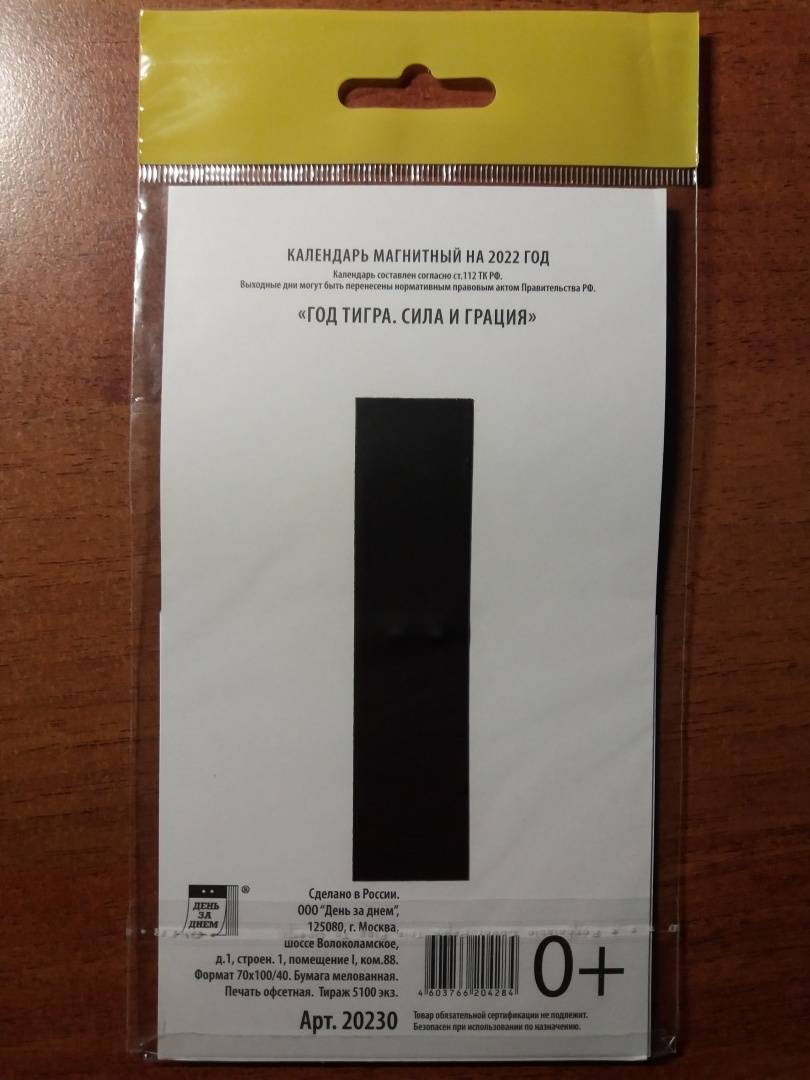 КАЛЕНДАРЬ МАГНИТНЫЙ НА 2022 ГОД
Календарь составлен согласно ст.112 ТК РФ.
Выходные дни могут быть перенесены нормативным правовым актом Правительства РФ.
«ГОД ТИГРА. СИЛА И ГРАЦИЯ»
ДЕНЬ
ЗА
ДНЕМ
®
Сделано в России.
ООО “День за днем”,
125080, г. Москва,
шоссе Волоколамское,
д.1, строен. 1, помещение I, ком.88.
Формат 70х100/40. Бумага мелованная.
Печать офсетная. Тираж 5100 экз.
Арт. 20230
4 603766 204284
0+
Товар обязательной сертификации не подлежит.
Безопасен при использовании по назначению.